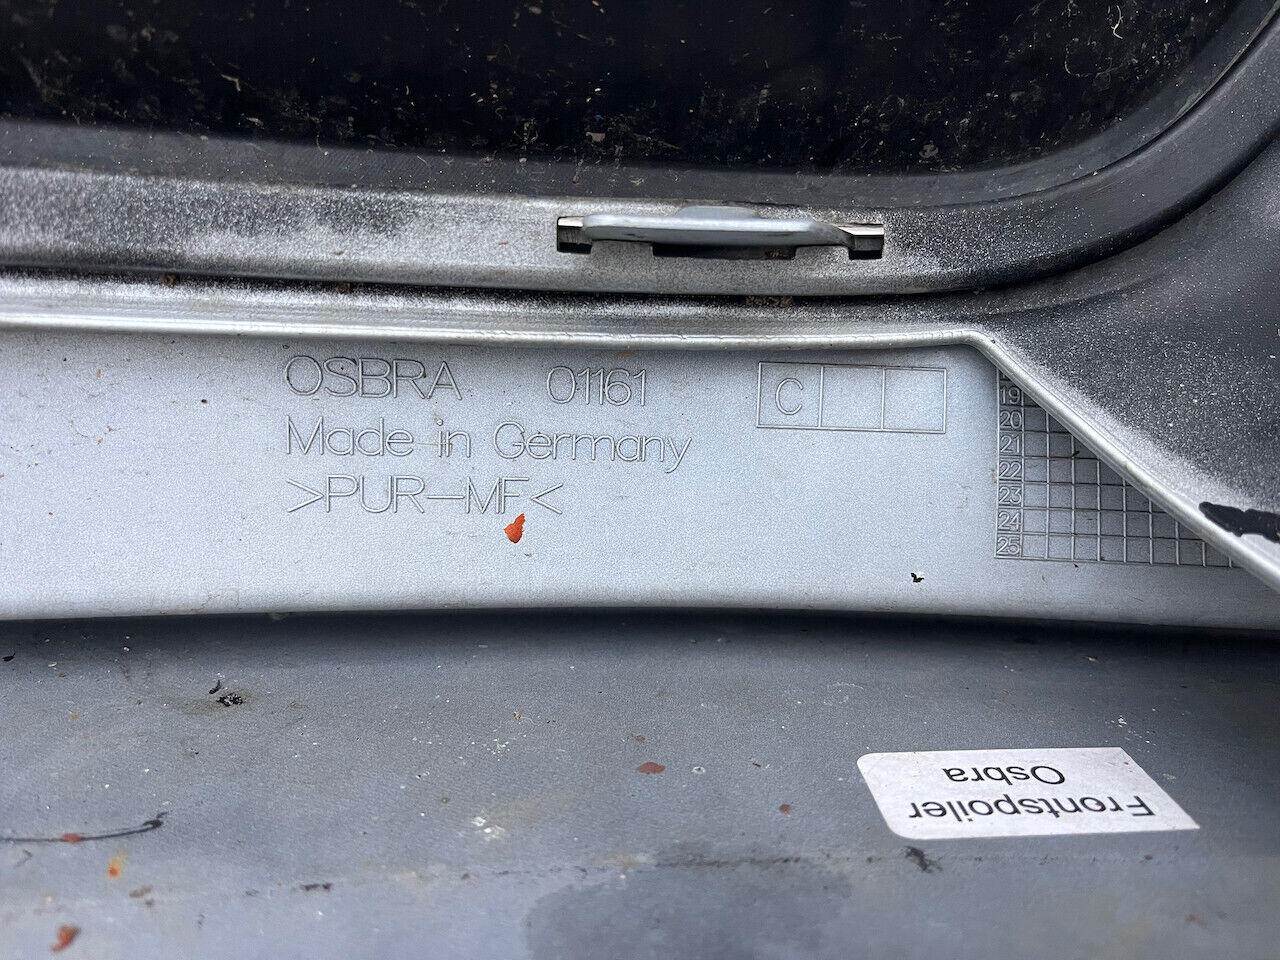 OSBRA 01161
Made in Germany
>PUR-MF<
C
19
20
21
22
23
24
25
Frontspoiler
Osbra